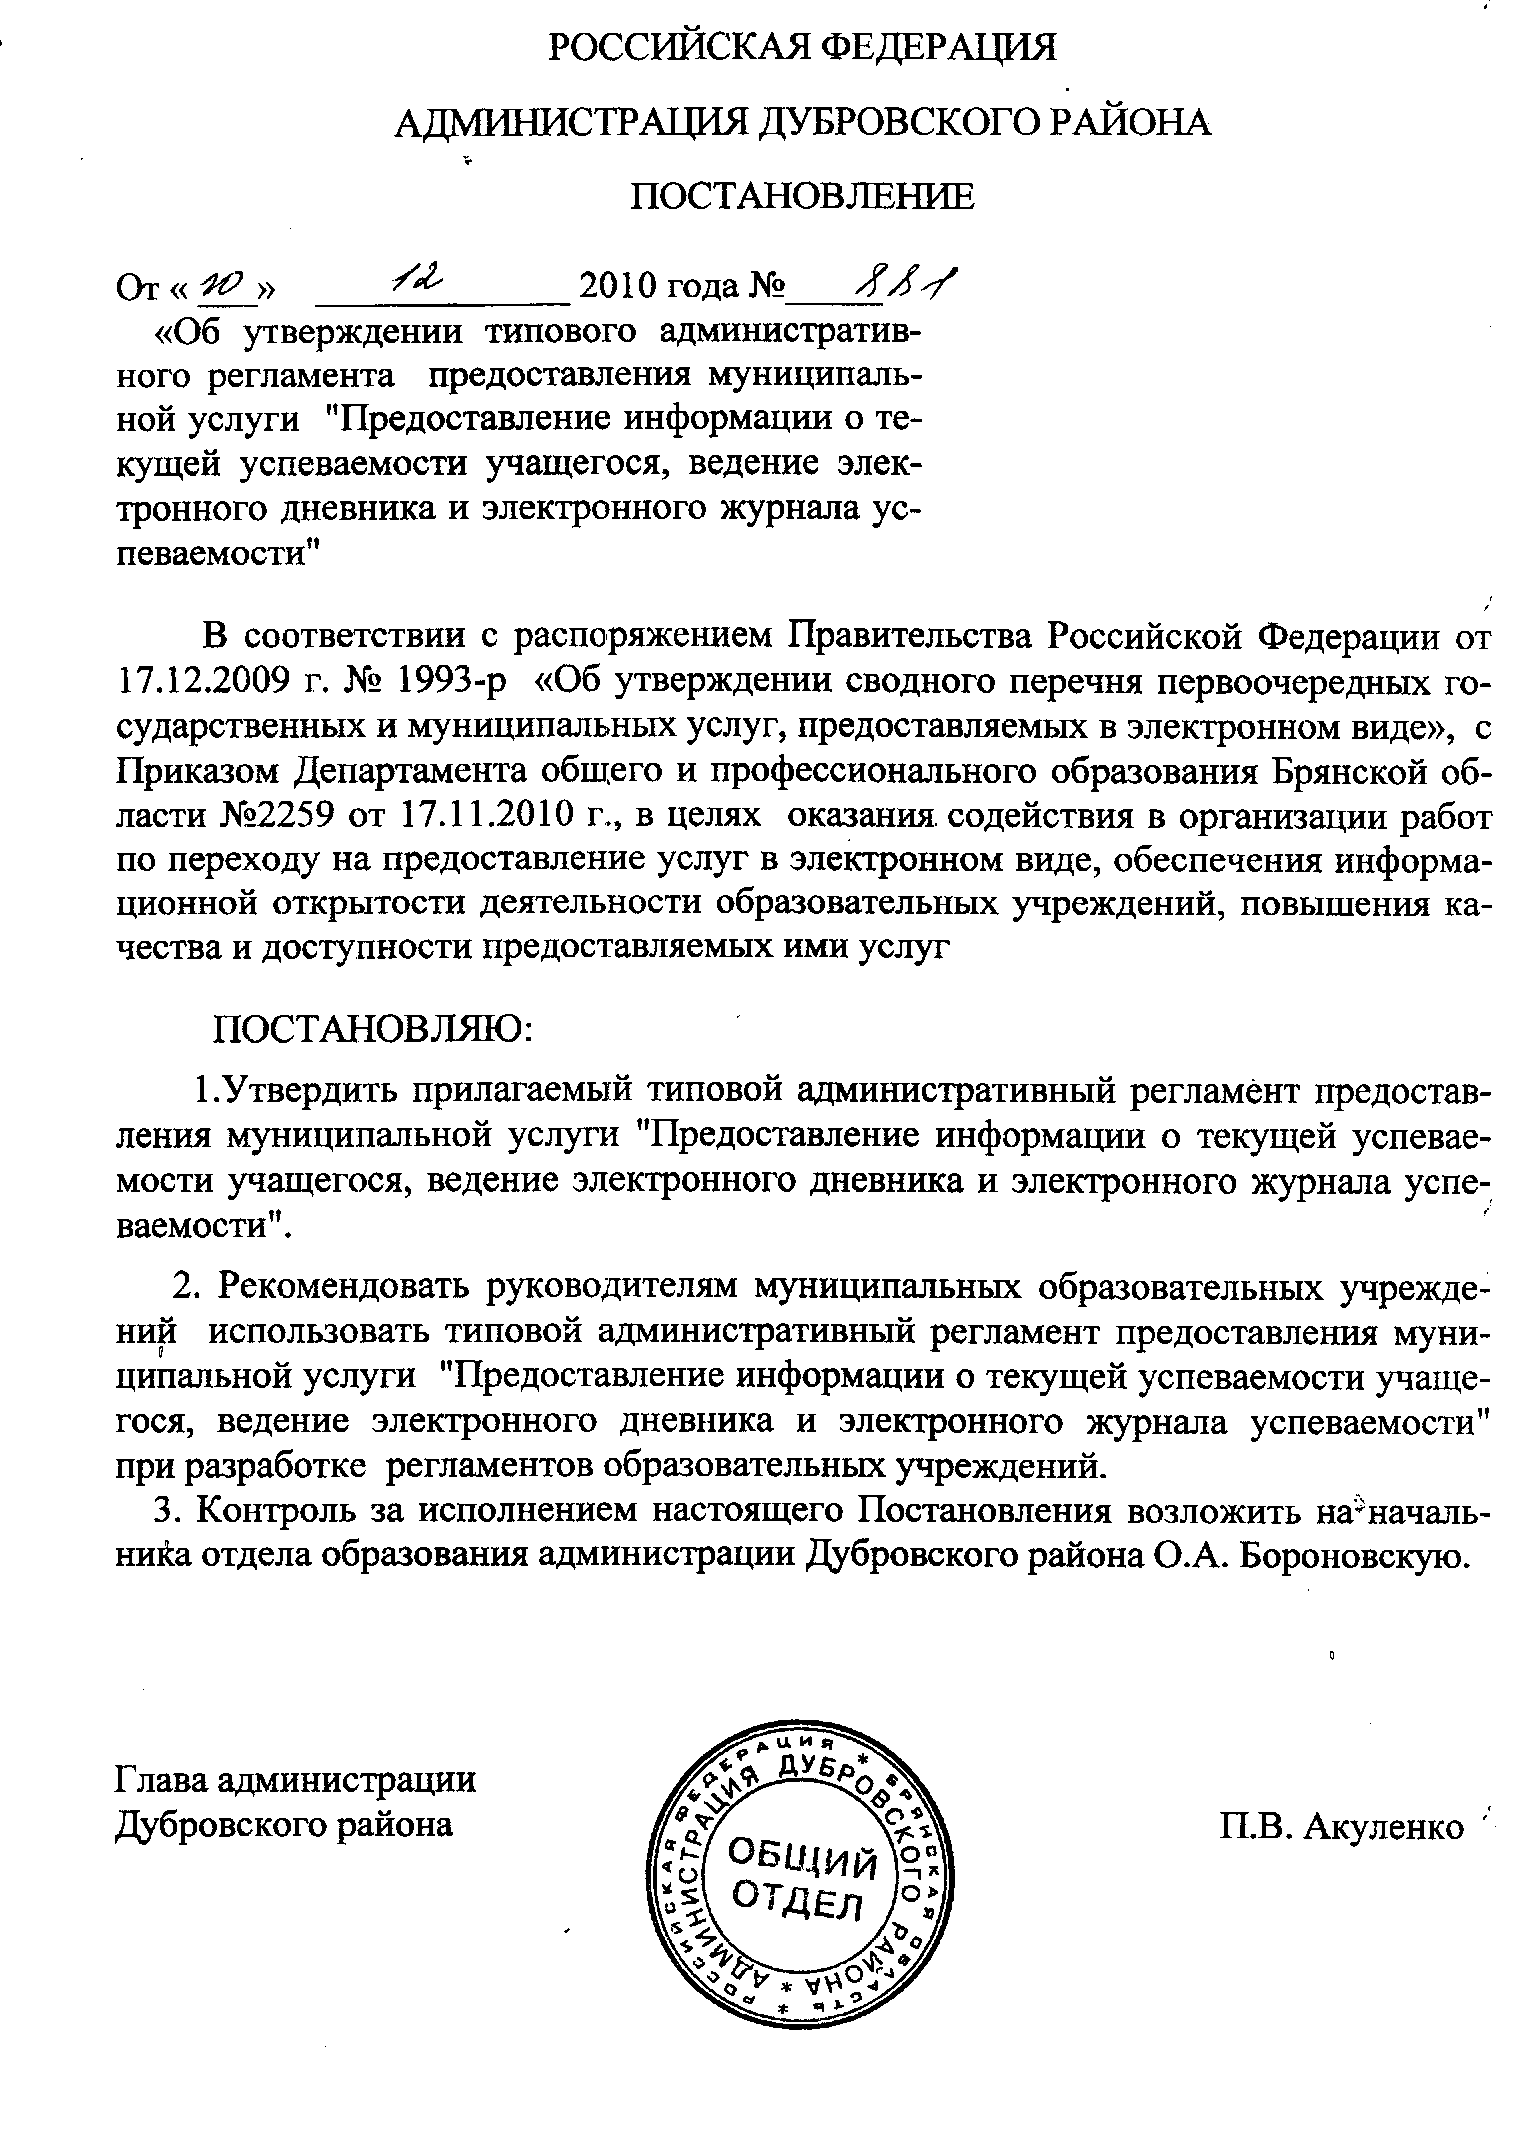 РОССИЙСКАЯ ФЕДЕРАЦИЯ
АДМИНИСТРАЦИЯ ДУБРОВСКОГО РАЙОНА
ПОСТАНОВЛЕНИЕ
От « 10 » 12 2010 года № 881
«Об утверждении типового административ-
ного регламента предоставления муниципаль-
ной услуги "Предоставление информации о те-
кущей успеваемости учащегося, ведение элек-
тронного дневника и электронного журнала ус-
певаемости"
В соответствии с распоряжением Правительства Российской Федерации от
17.12.2009 г. № 1993-р «Об утверждении сводного перечня первоочередных го-
сударственных и муниципальных услуг, предоставляемых в электронном виде», с
Приказом Департамента общего и профессионального образования Брянской об-
ласти №2259 от 17.11.2010 г., в целях оказания содействия в организации работ
по переходу на предоставление услуг в электронном виде, обеспечения информа-
ционной открытости деятельности образовательных учреждений, повышения ка-
чества и доступности предоставляемых ими услуг
ПОСТАНОВЛЯЮ:
1.Утвердить прилагаемый типовой административный регламент предостав-
ления муниципальной услуги "Предоставление информации о текущей успевае-
мости учащегося, ведение электронного дневника и электронного журнала успе-
ваемости".
2. Рекомендовать руководителям муниципальных образовательных учрежде-
ний использовать типовой административный регламент предоставления муни-
ципальной услуги "Предоставление информации о текущей успеваемости учаще-
гося, ведение электронного дневника и электронного журнала успеваемости"
при разработке регламентов образовательных учреждений.
3. Контроль за исполнением настоящего Постановления возложить на началь-
ника отдела образования администрации Дубровского района О.А. Бороновскую.
Глава администрации
Дубровского района
П.В. Акуленко
РОССИЙСКАЯ ФЕДЕРАЦИЯ * БРЯНСКАЯ ОБЛАСТЬ *
АДМИНИСТРАЦИЯ ДУБРОВСКОГО РАЙОНА *
ОБЩИЙ
ОТДЕЛ